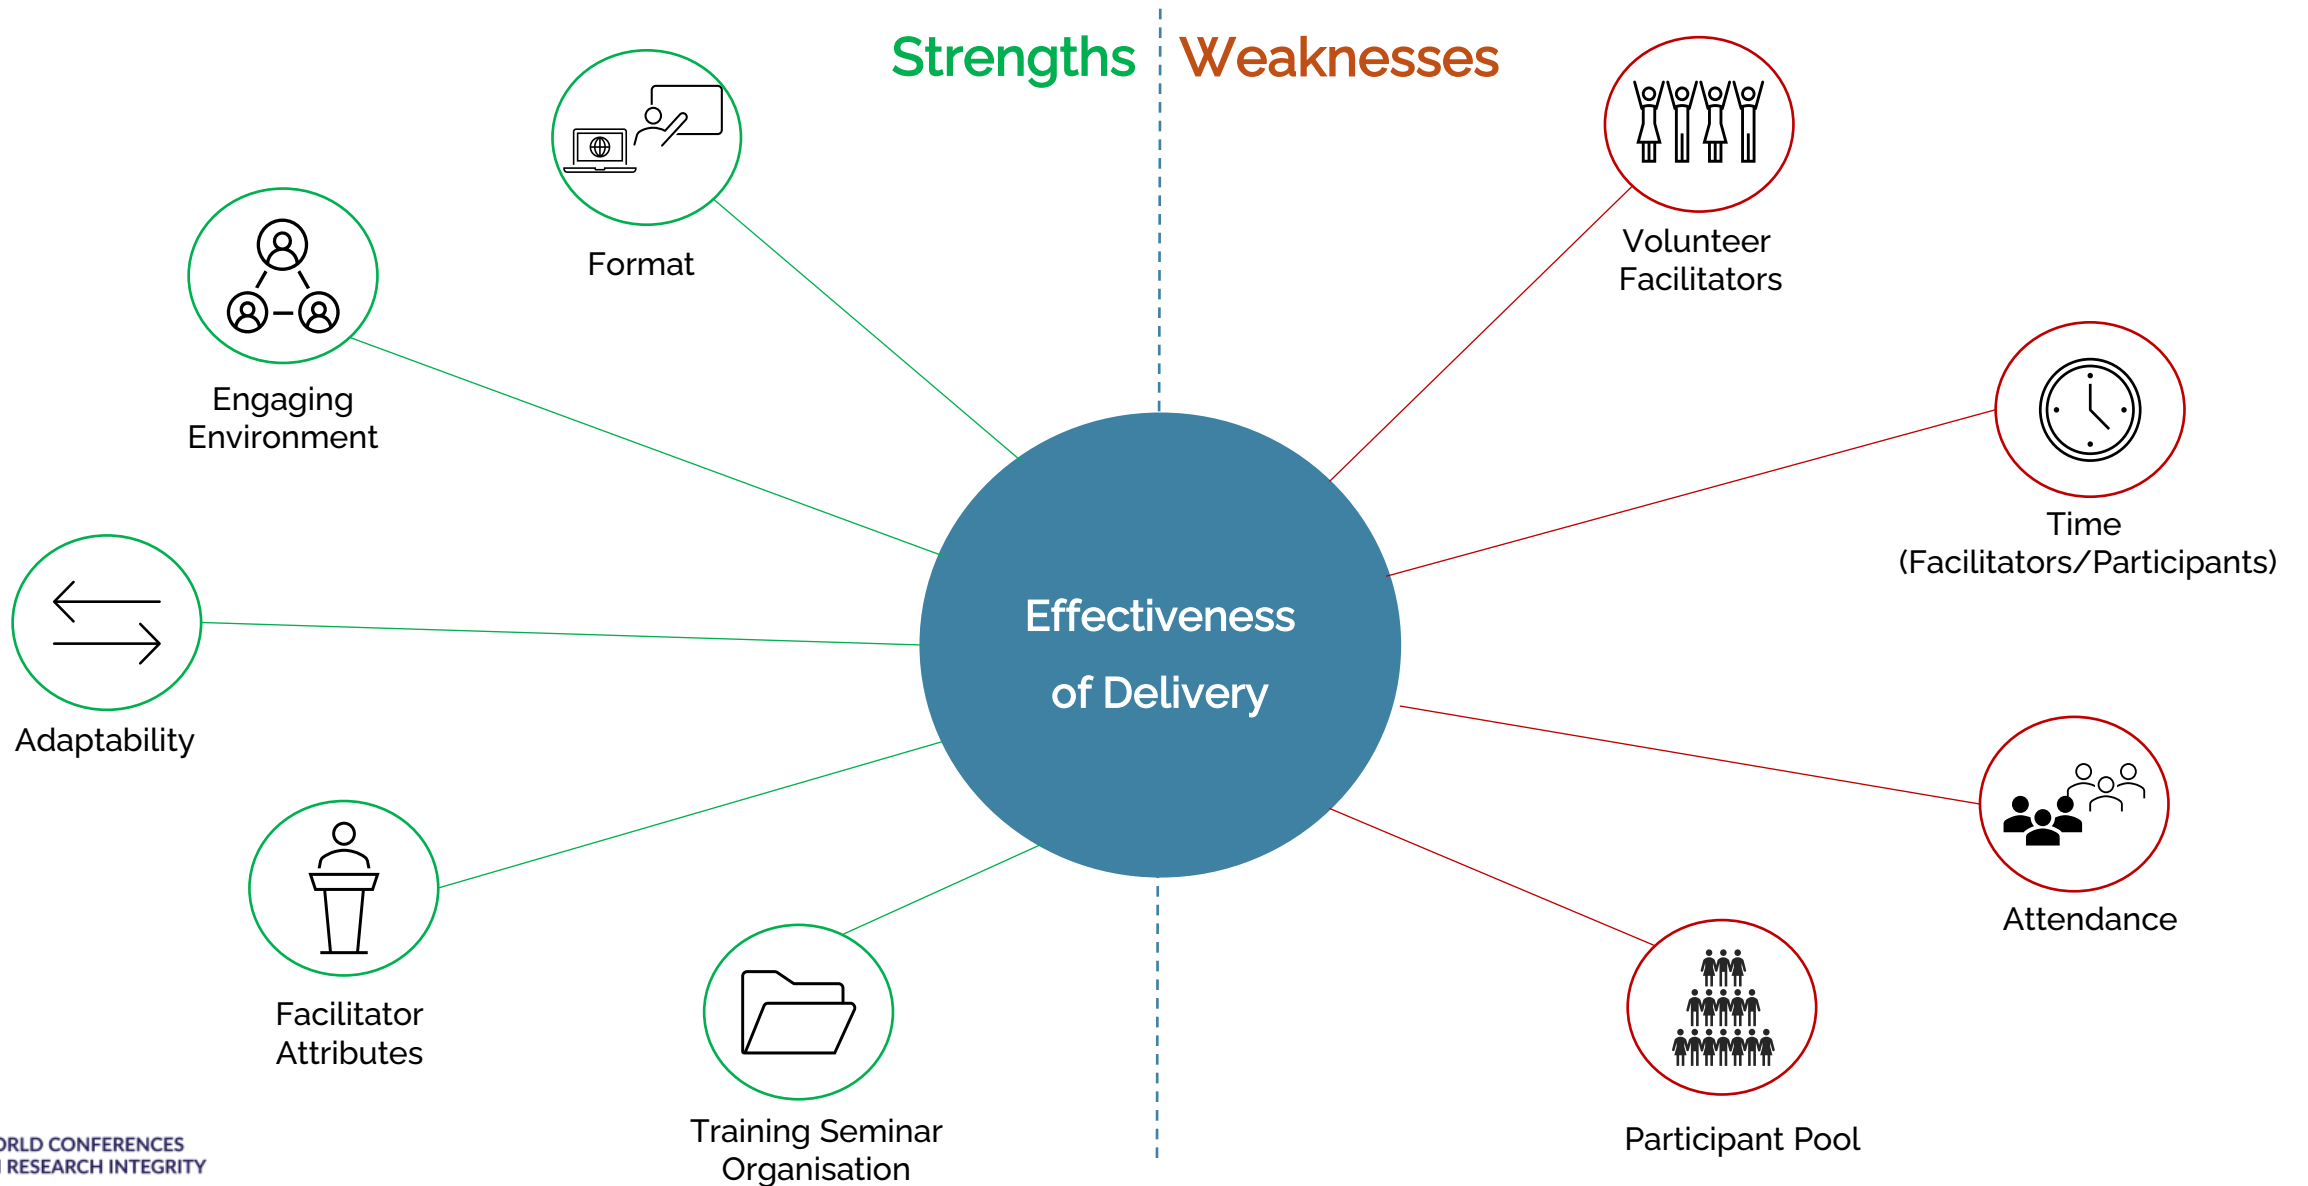 Strengths
Weaknesses
Format
Engaging
Environment
Adaptability
Facilitator
Attributes
Training Seminar
Organisation
Effectiveness
of Delivery
Volunteer
Facilitators
Time
(Facilitators/Participants)
Attendance
Participant Pool
CONFERENCES
RESEARCH INTEGRITY